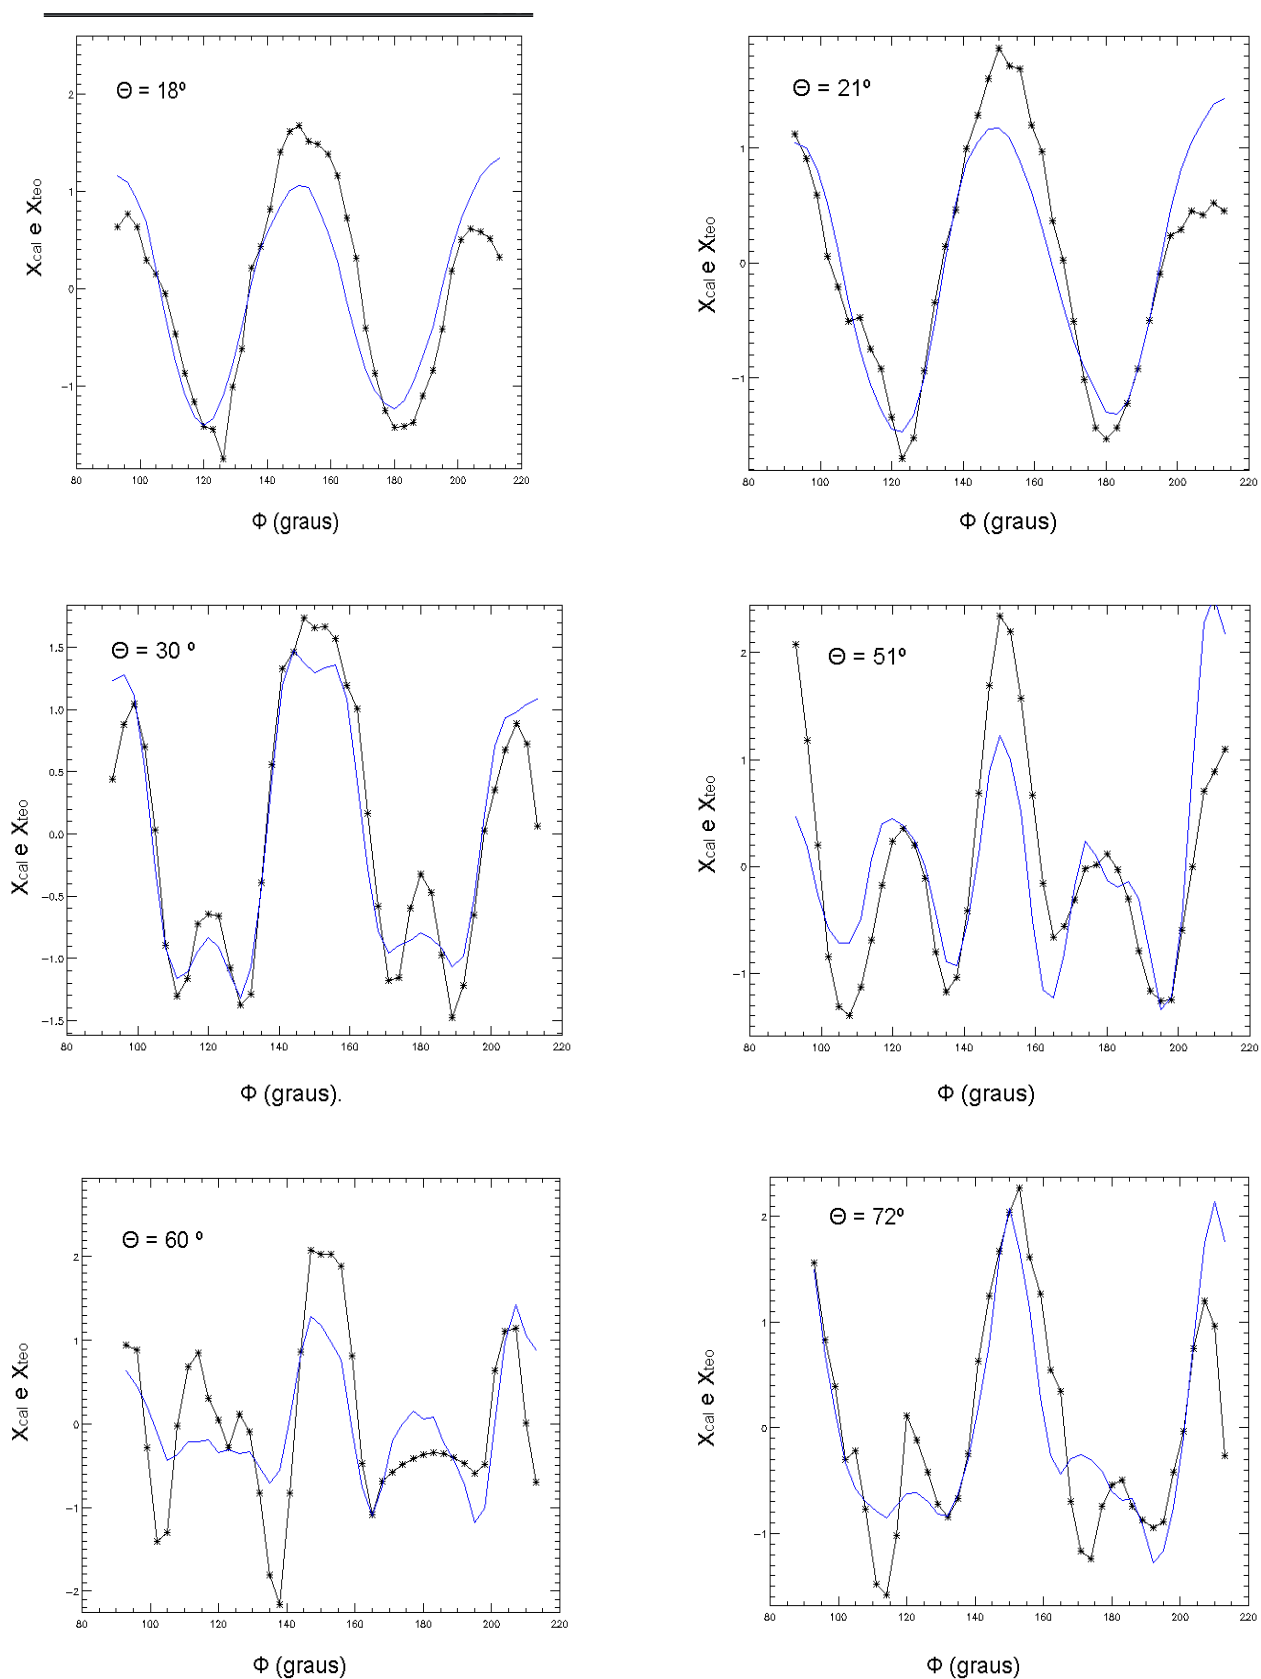 Θ = 18º
Xcal e Xteo
2
1
0
−1
80 100 120 140 160 180 200 220
Φ (graus)
Θ = 21º
Xcal e Xteo
1
0
−1
80 100 120 140 160 180 200 220
Φ (graus)
Θ = 30 º
Xcal e Xteo
1.5
1.0
0.5
0.0
−0.5
−1.0
−1.5
80 100 120 140 160 180 200 220
Φ (graus).
Θ = 51º
Xcal e Xteo
2
1
0
−1
80 100 120 140 160 180 200 220
Φ (graus)
Θ = 60 º
Xcal e Xteo
2
1
0
−1
−2
80 100 120 140 160 180 200 220
Φ (graus)
Θ = 72º
Xcal e Xteo
2
1
0
−1
80 100 120 140 160 180 200 220
Φ (graus)